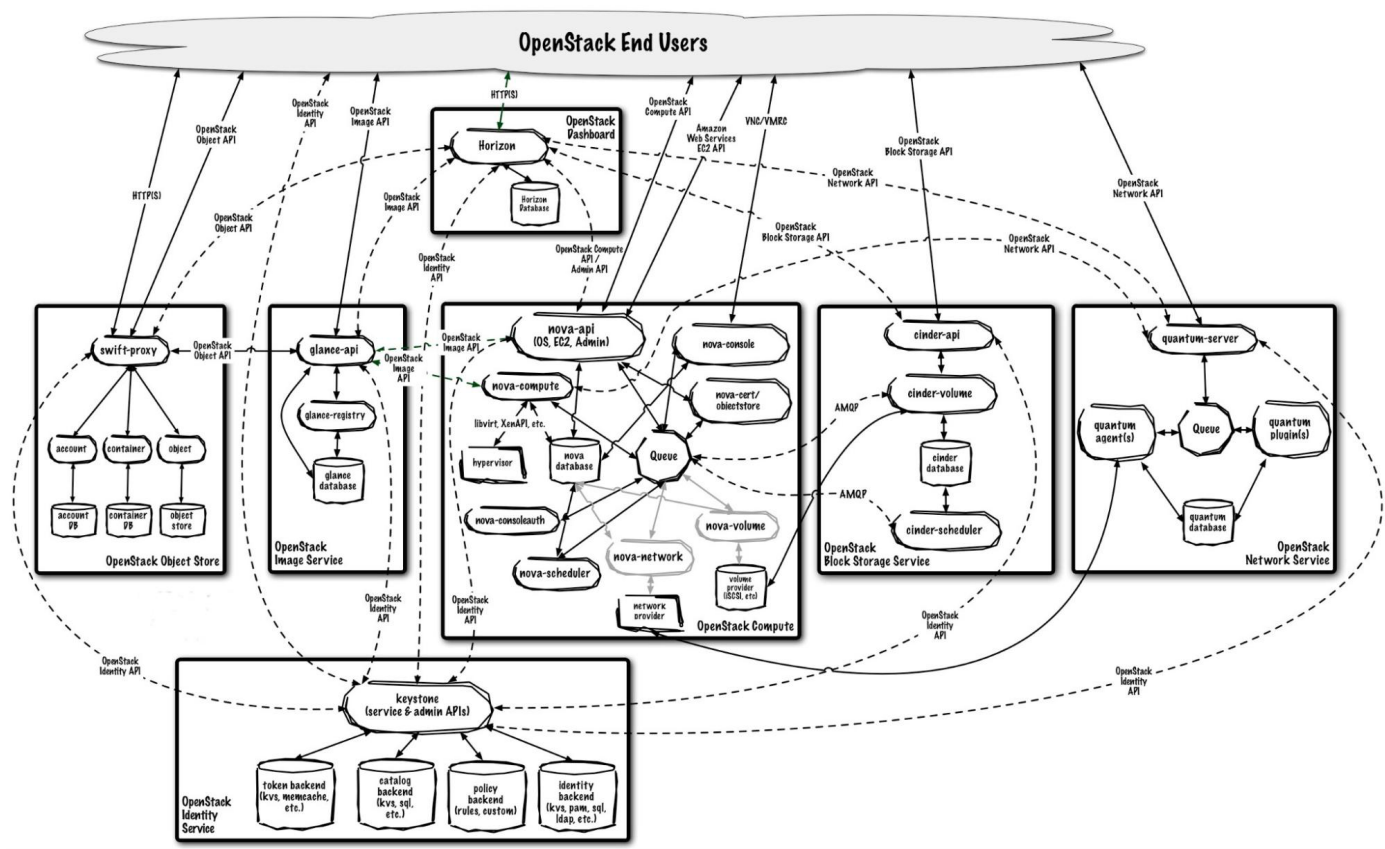 OpenStack End Users
HTTP(S)
OpenStack
Object API
OpenStack
Identity
API
OpenStack
Image API
HTTP(S)
OpenStack
Compute API
Amazon
Web Services
EC2 API
VNC/VMRC
OpenStack
Block Storage API
OpenStack
Network API
OpenStack
Dashboard
Horizon
Horizon
Database
OpenStack
Object API
OpenStack
Image API
OpenStack
Identity
API
OpenStack Compute
API /
Admin API
OpenStack
Block Storage API
OpenStack
Network API
OpenStack
Network API
swift-proxy
account
container
object
account
DB
container
DB
object
store
OpenStack Object Store
OpenStack
Object API
glance-api
glance-registry
glance
database
OpenStack
Image Service
OpenStack
Image API
OpenStack
Image
API
nova-api
(OS, EC2, Admin)
nova-console
nova-compute
nova-cert/
objectstore
libvirt, XenAPI, etc.
hypervisor
nova
database
Queue
nova-consoleauth
nova-volume
nova-network
nova-scheduler
volume
provider
(iSCSI, etc)
network
provider
OpenStack Compute
AMQP
AMQP
cinder-api
cinder-volume
cinder
database
cinder-scheduler
OpenStack
Block Storage Service
quantum-server
quantum
agent(s)
Queue
quantum
plugin(s)
quantum
database
OpenStack
Network Service
OpenStack
Identity API
OpenStack
Identity
API
OpenStack
Identity
API
OpenStack
Identity
API
OpenStack
Identity
API
keystone
(service & admin APIs)
token backend
(kvs, memcache,
etc.)
catalog
backend
(kvs, sql,
etc.)
policy
backend
(rules, custom)
identity
backend
(kvs, pam, sql,
ldap, etc.)
OpenStack
Identity
Service